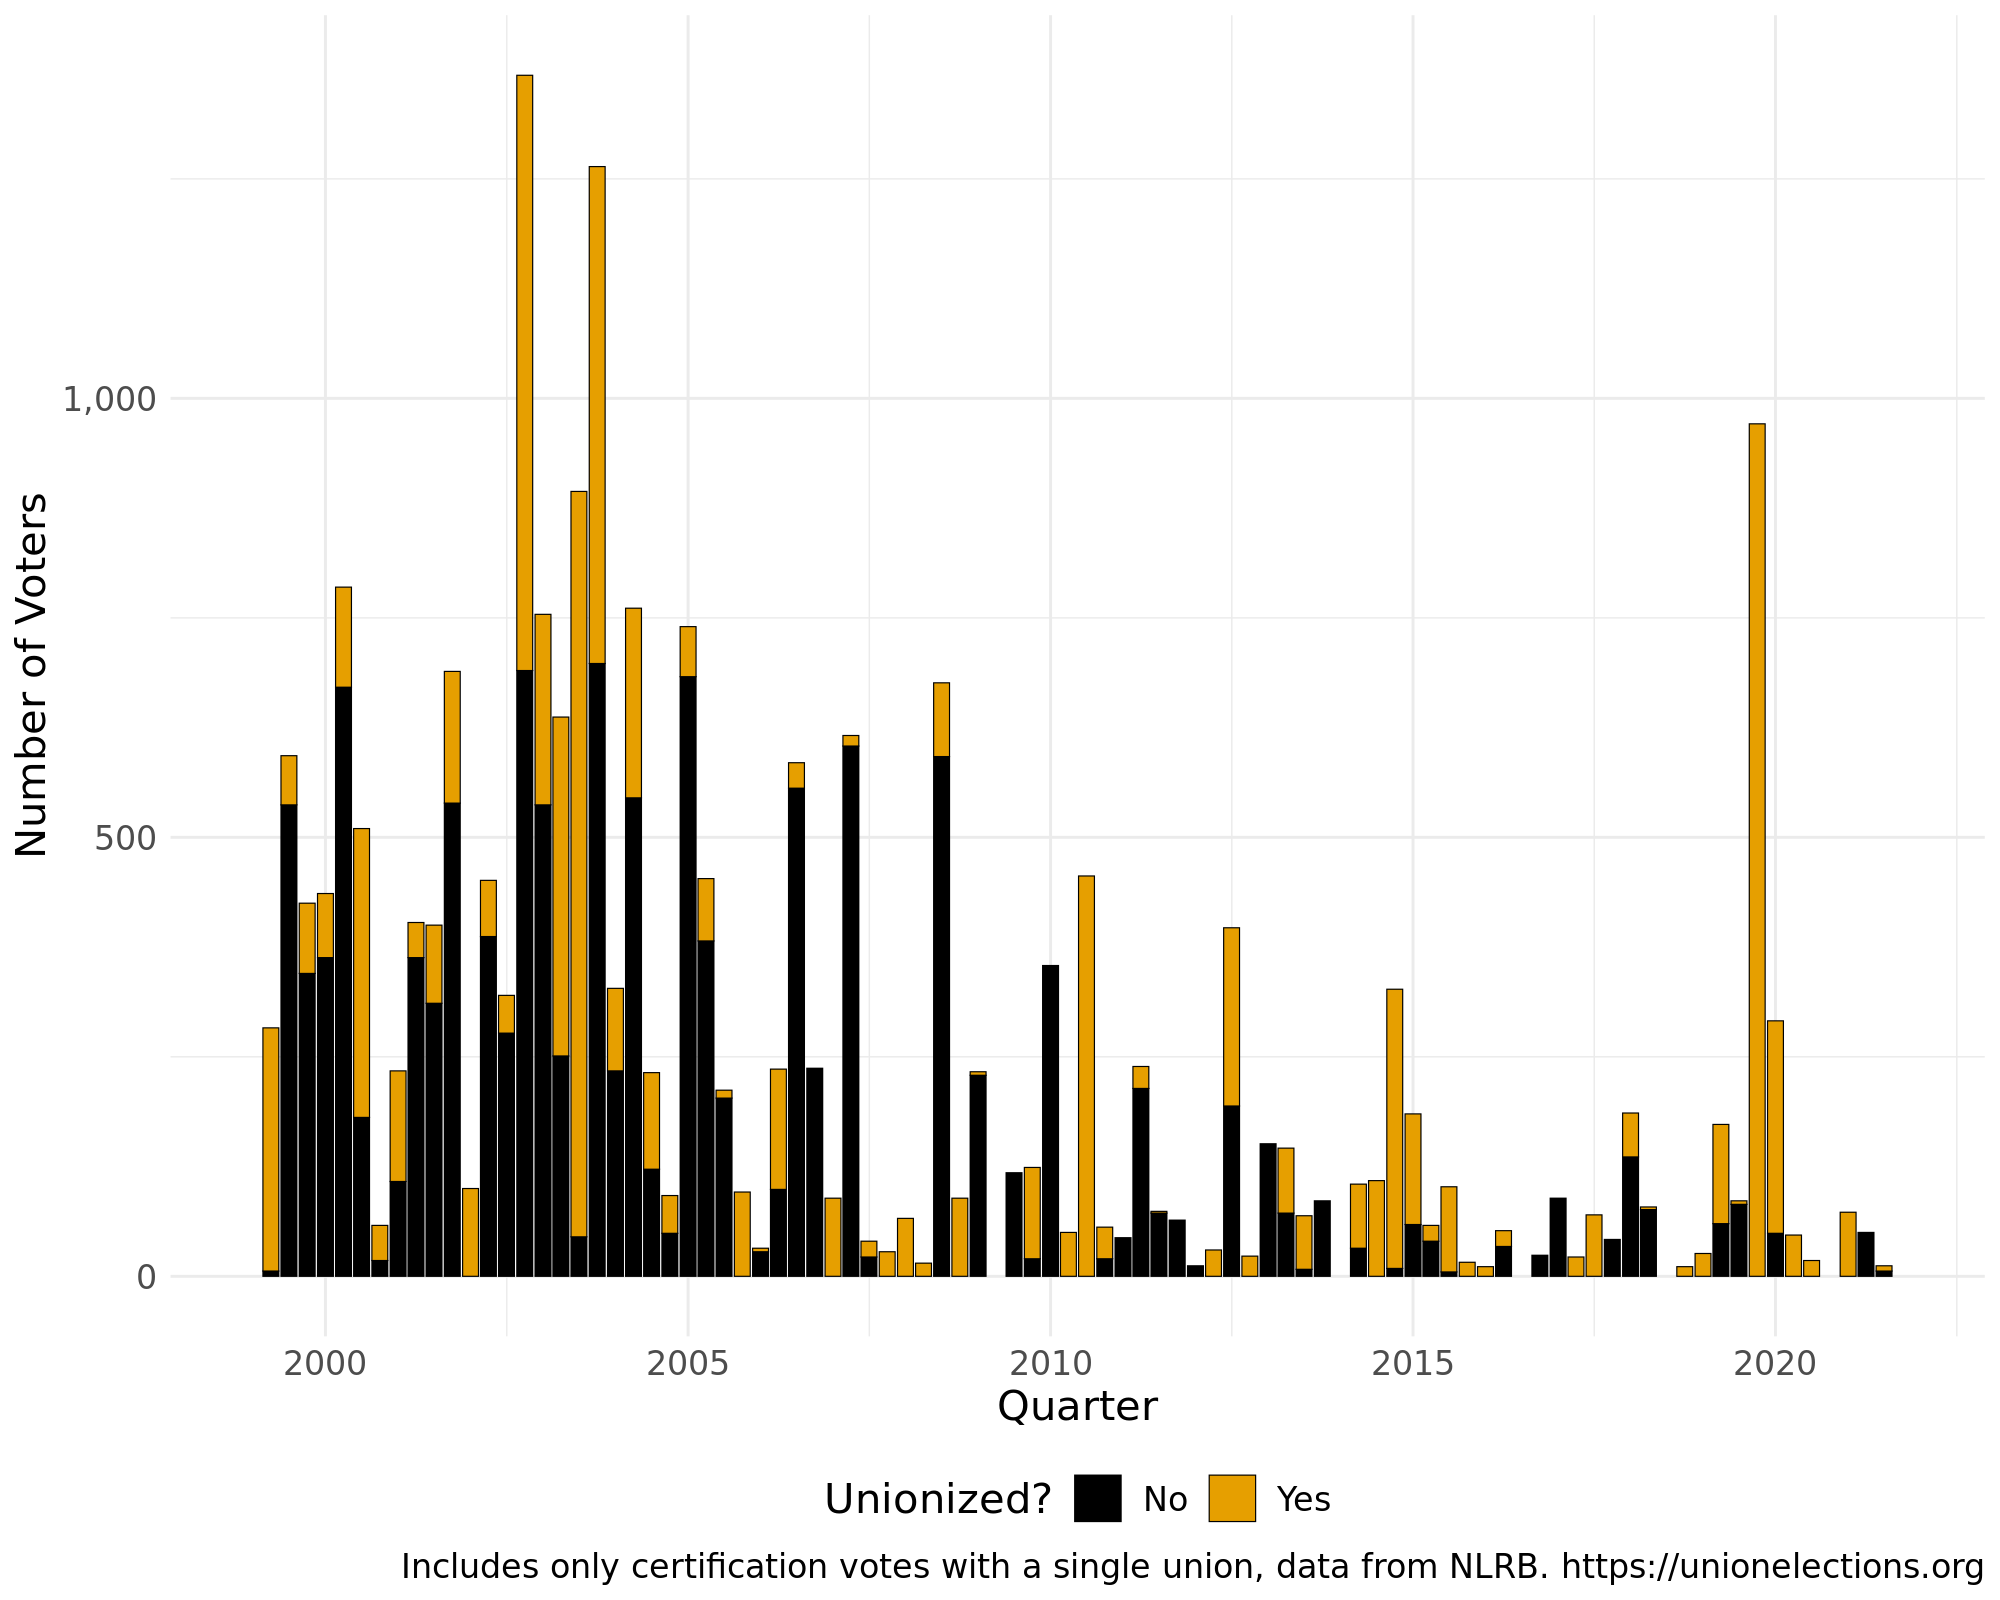 Number of Voters
1,000
500
0
2000 2005 2010 2015 2020
Quarter
Unionized? No Yes
Includes only certification votes with a single union, data from NLRB. https://unionelections.org